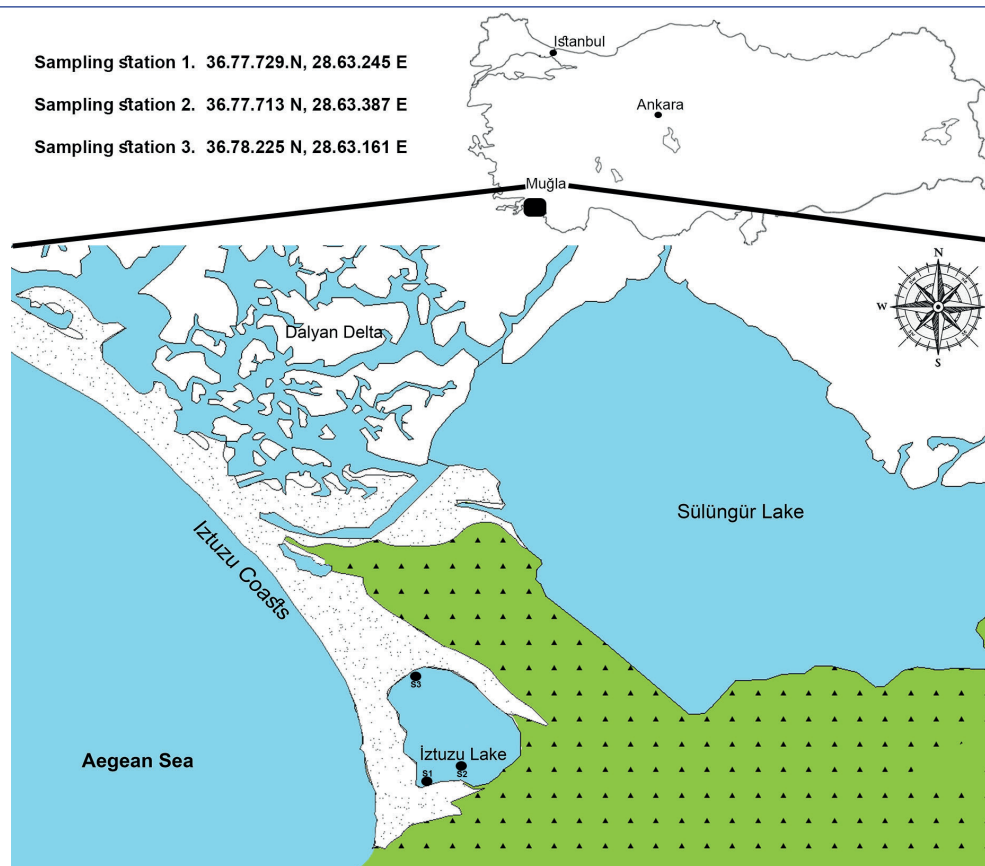 Sampling station 1. 36.77.729.N, 28.63.245 E
Sampling station 2. 36.77.713 N, 28.63.387 E
Sampling station 3. 36.78.225 N, 28.63.161 E
Istanbul
Ankara
Muğla
N
W
E
S
Dalyan Delta
Sülüngür Lake
Iztuzu Coasts
S3
İztuzu Lake
S1
S2
Aegean Sea